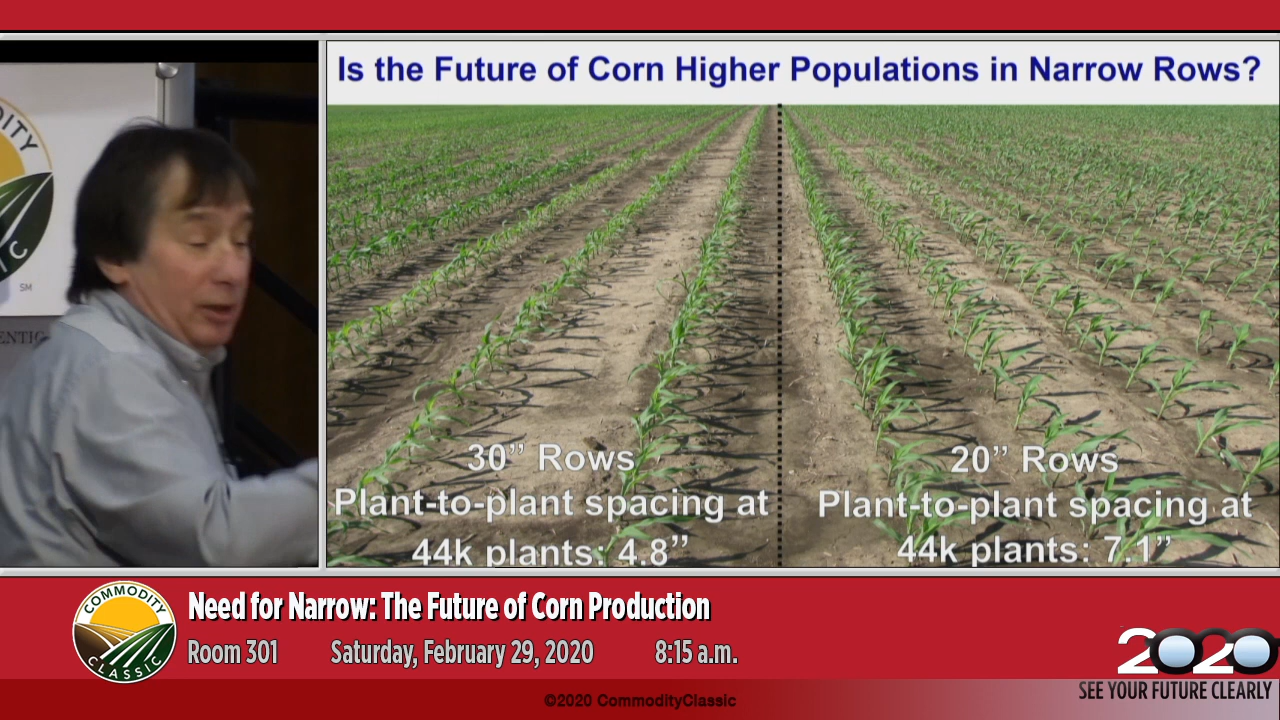 Is the Future of Corn Higher Populations in Narrow Rows?
SM
30” Rows
Plant-to-plant spacing at
44k plants: 4.8”
20” Rows
Plant-to-plant spacing at
44k plants: 7.1”
COMMODITY
CLASSIC
Need for Narrow: The Future of Corn Production
Room 301 Saturday, February 29, 2020 8:15 a.m.
2020
SEE YOUR FUTURE CLEARLY
©2020 CommodityClassic